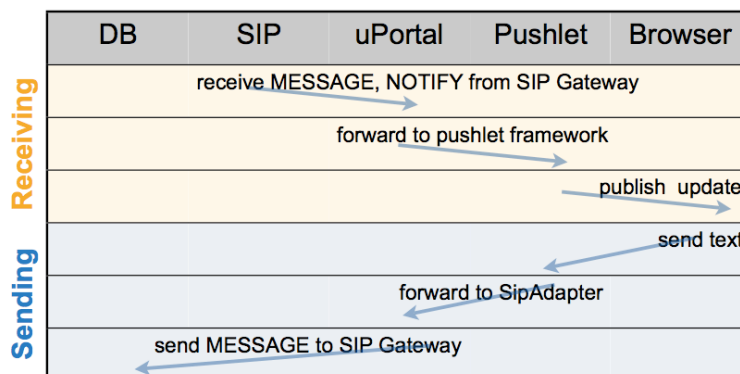 DB SIP uPortal Pushlet Browser
Receiving
receive MESSAGE, NOTIFY from SIP Gateway
forward to pushlet framework
publish update
Sending
send text
forward to SipAdapter
send MESSAGE to SIP Gateway